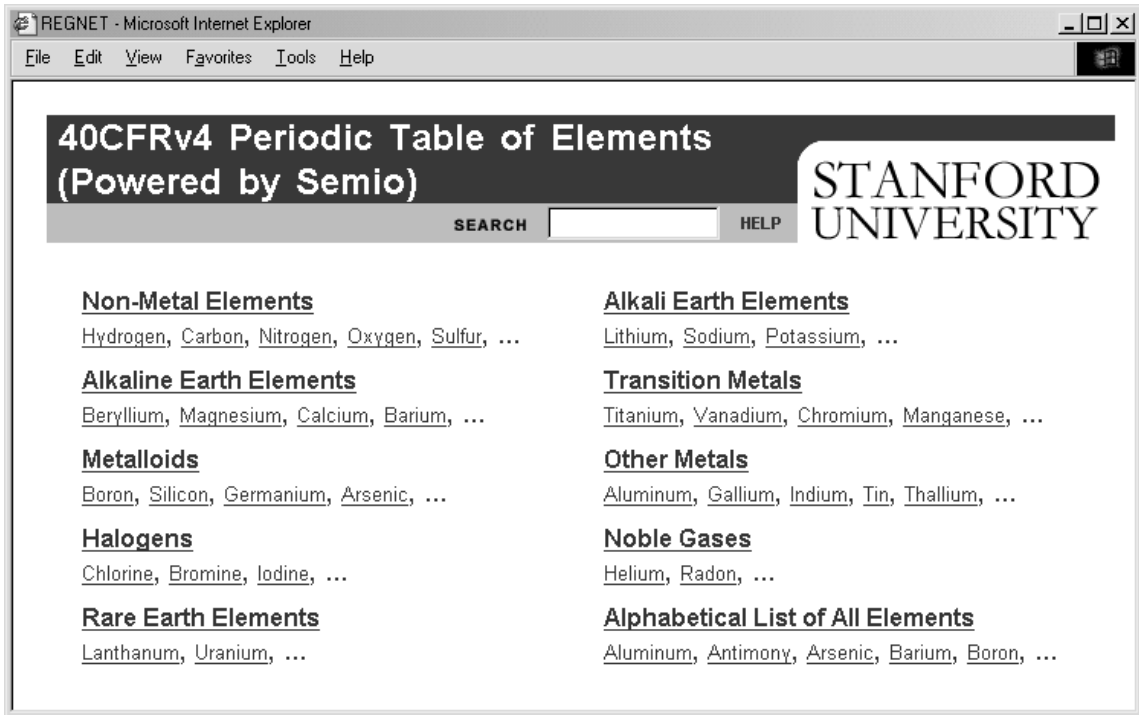 REGNET - Microsoft Internet Explorer
File Edit View Favorites Tools Help
40CFRv4 Periodic Table of Elements
(Powered by Semio)
STANFORD
UNIVERSITY
SEARCH HELP
Non-Metal Elements
Hydrogen, Carbon, Nitrogen, Oxygen, Sulfur, ...
Alkali Earth Elements
Lithium, Sodium, Potassium, ...
Alkaline Earth Elements
Beryllium, Magnesium, Calcium, Barium, ...
Transition Metals
Titanium, Vanadium, Chromium, Manganese, ...
Metalloids
Boron, Silicon, Germanium, Arsenic, ...
Other Metals
Aluminum, Gallium, Indium, Tin, Thallium, ...
Halogens
Chlorine, Bromine, Iodine, ...
Noble Gases
Helium, Radon, ...
Rare Earth Elements
Lanthanum, Uranium, ...
Alphabetical List of All Elements
Aluminum, Antimony, Arsenic, Barium, Boron, ...